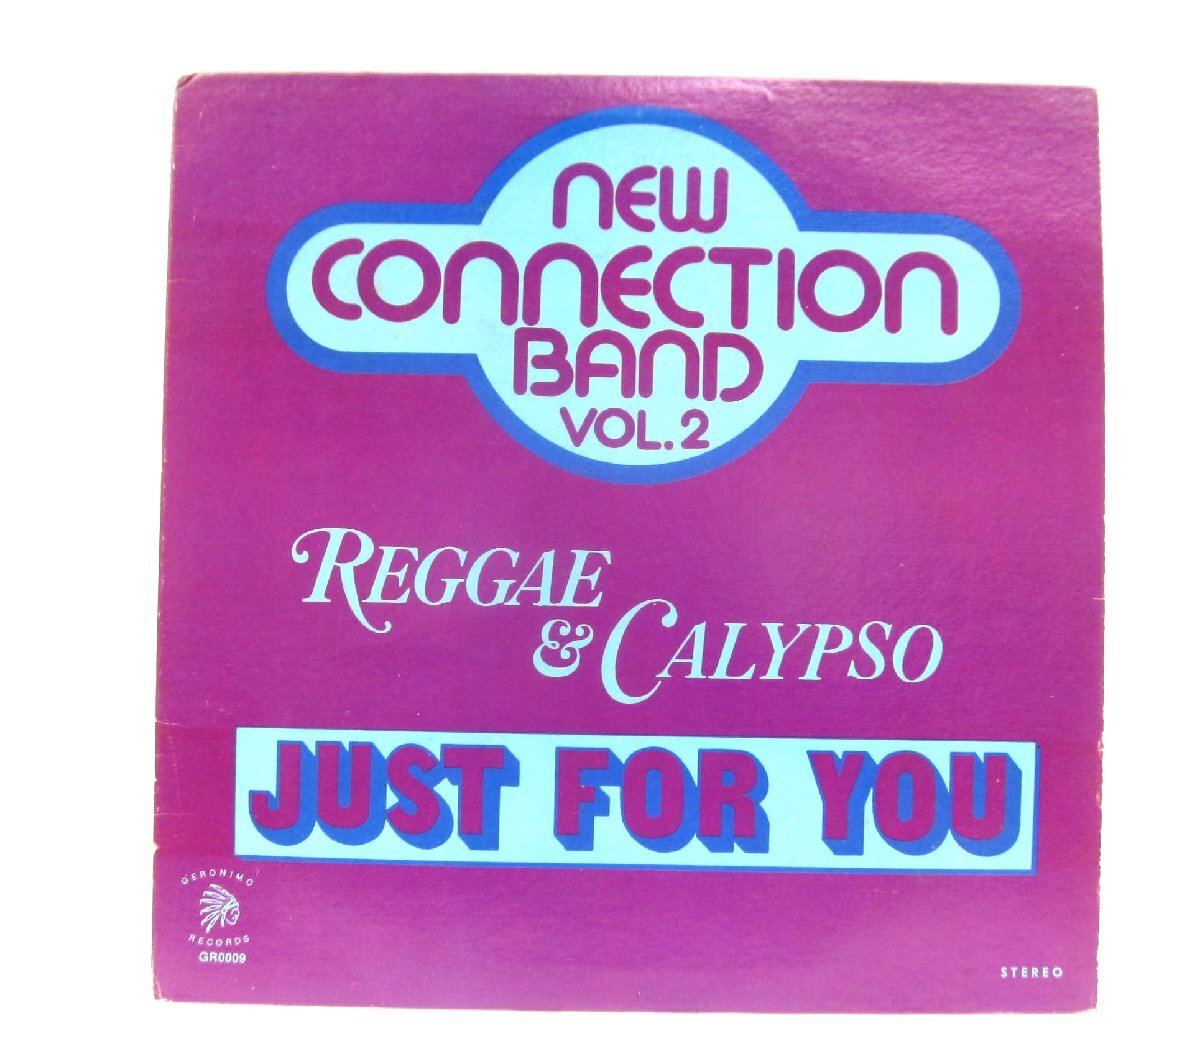 NEW
CONNECTION
BAND
VOL.2
REGGAE
& CALYPSO
JUST FOR YOU
GERONIMO
RECORDS
GR0009
STEREO